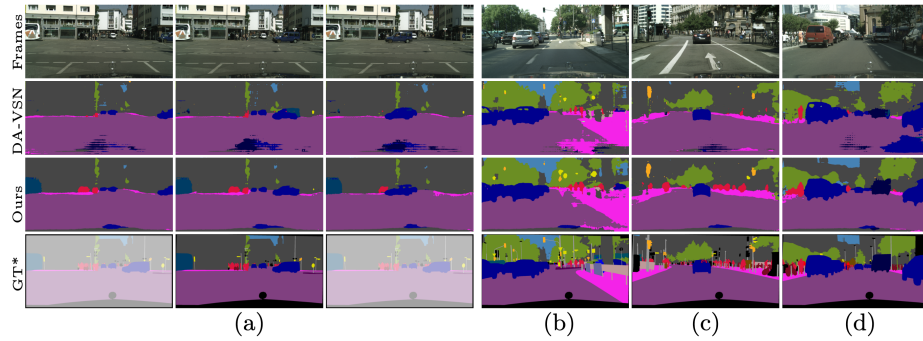 Frames
DA-VSN
Ours
GT*
(a)
(b)
(c)
(d)